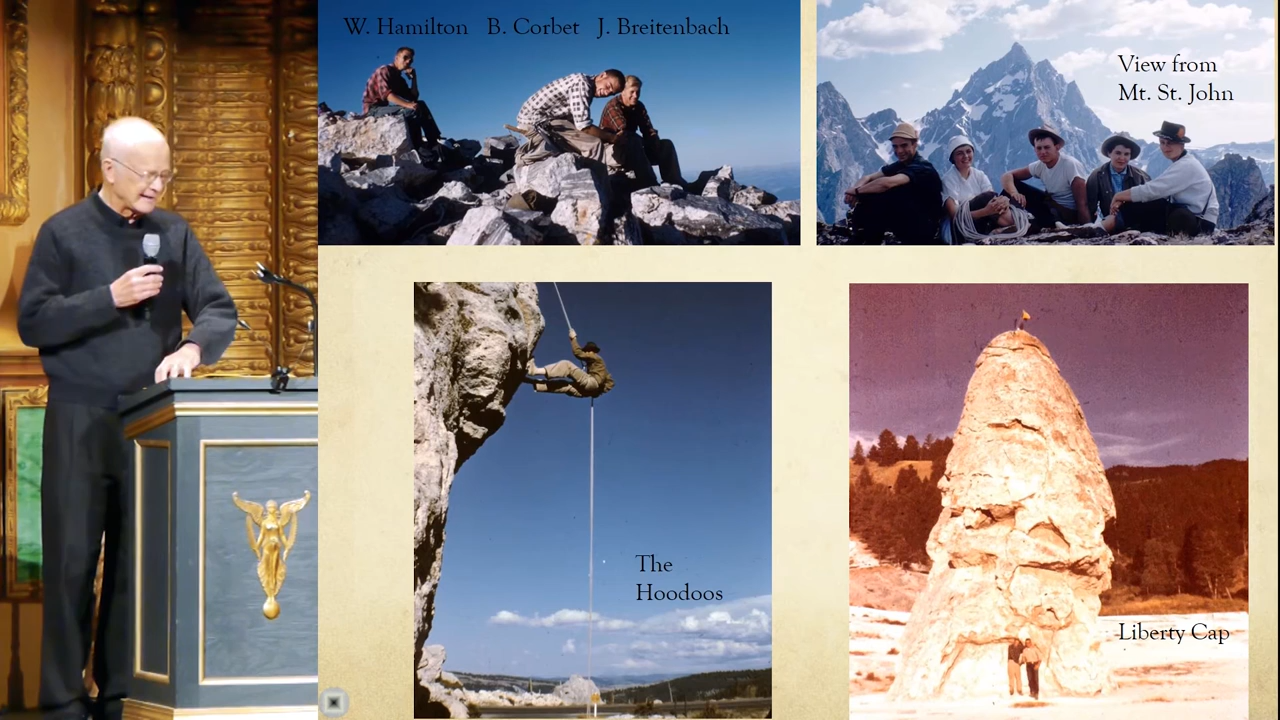 W. Hamilton B. Corbet J. Breitenbach
View from
Mt. St. John
The
Hoodoos
Liberty Cap